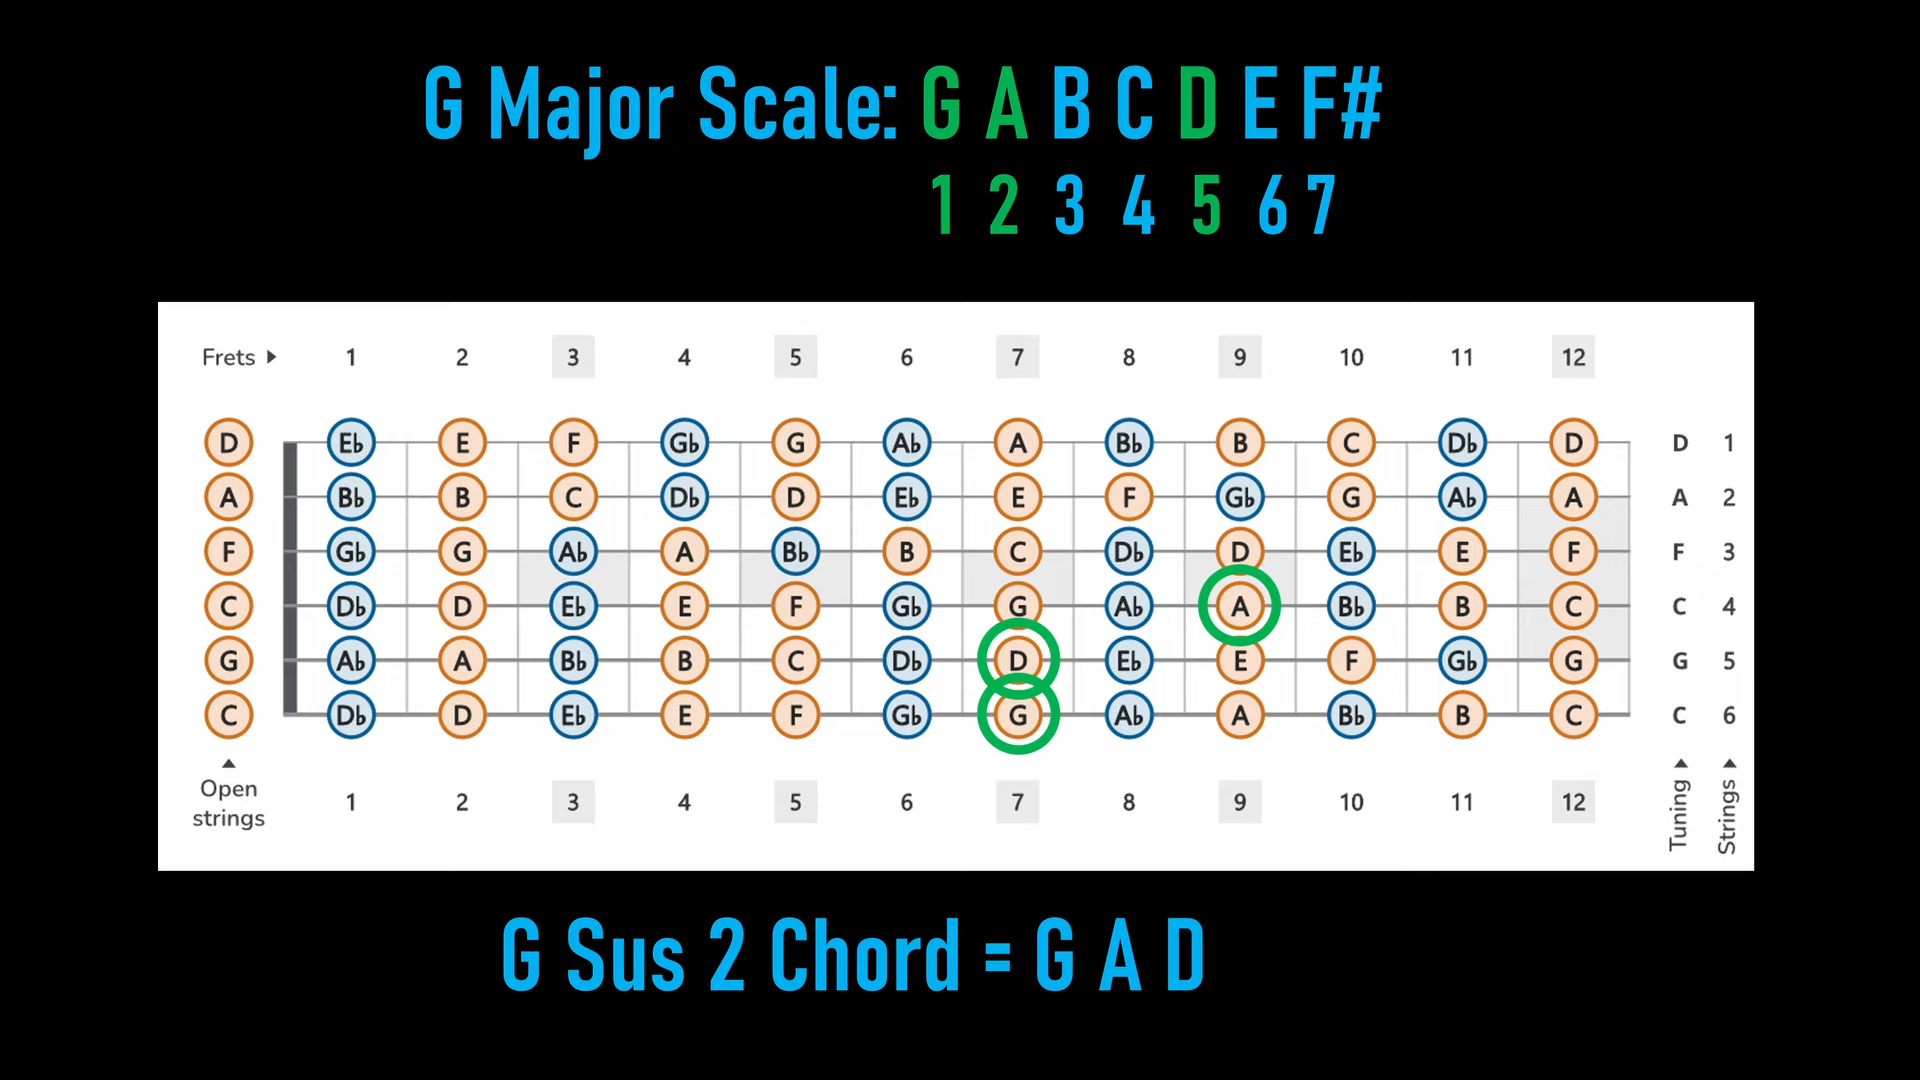 G Major Scale: G A B C D E F#
1 2 3 4 5 6 7
Frets ▶ 1 2 3 4 5 6 7 8 9 10 11 12
D Eb E F Gb G Ab A Bb B C Db D D 1
A Bb B C Db D Eb E F Gb G Ab A A 2
F Gb G Ab A Bb B C Db D Eb E F F 3
C Db D Eb E F Gb G Ab A Bb B C C 4
G Ab A Bb B C Db D Eb E F Gb G G 5
C Db D Eb E F Gb G Ab A Bb B C C 6
Open strings 1 2 3 4 5 6 7 8 9 10 11 12
Tuning ▶
Strings ▶
G Sus 2 Chord = G A D